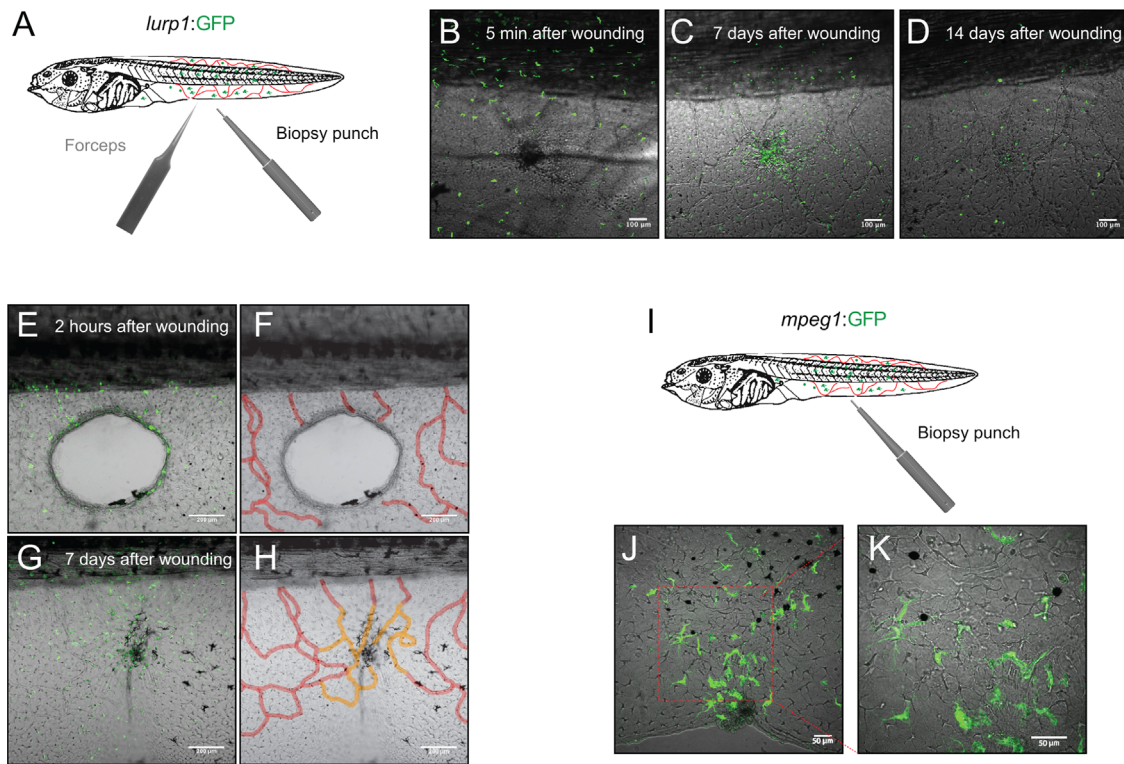 A
lurp1:GFP
Forceps
Biopsy punch
B
5 min after wounding
100 µm
C
7 days after wounding
100 µm
D
14 days after wounding
100 µm
E
2 hours after wounding
200 µm
F
200 µm
G
7 days after wounding
200 µm
H
200 µm
I
mpeg1:GFP
Biopsy punch
J
50 µm
K
50 µm